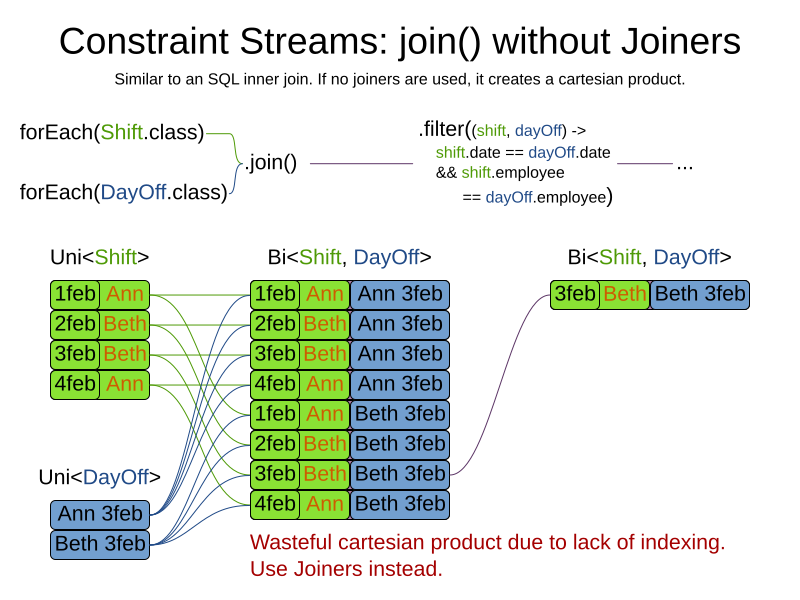 Constraint Streams: join() without Joiners
Similar to an SQL inner join. If no joiners are used, it creates a cartesian product.
forEach(Shift.class)
forEach(DayOff.class)
.join()
.filter((shift, dayOff) ->
shift.date == dayOff.date
&& shift.employee
== dayOff.employee)
...
Uni<Shift>
1feb Ann
2feb Beth
3feb Beth
4feb Ann
Uni<DayOff>
Ann 3feb
Beth 3feb
Bi<Shift, DayOff>
1feb Ann Ann 3feb
2feb Beth Ann 3feb
3feb Beth Ann 3feb
4feb Ann Ann 3feb
1feb Ann Beth 3feb
2feb Beth Beth 3feb
3feb Beth Beth 3feb
4feb Ann Beth 3feb
Bi<Shift, DayOff>
3feb Beth Beth 3feb
Wasteful cartesian product due to lack of indexing.
Use Joiners instead.